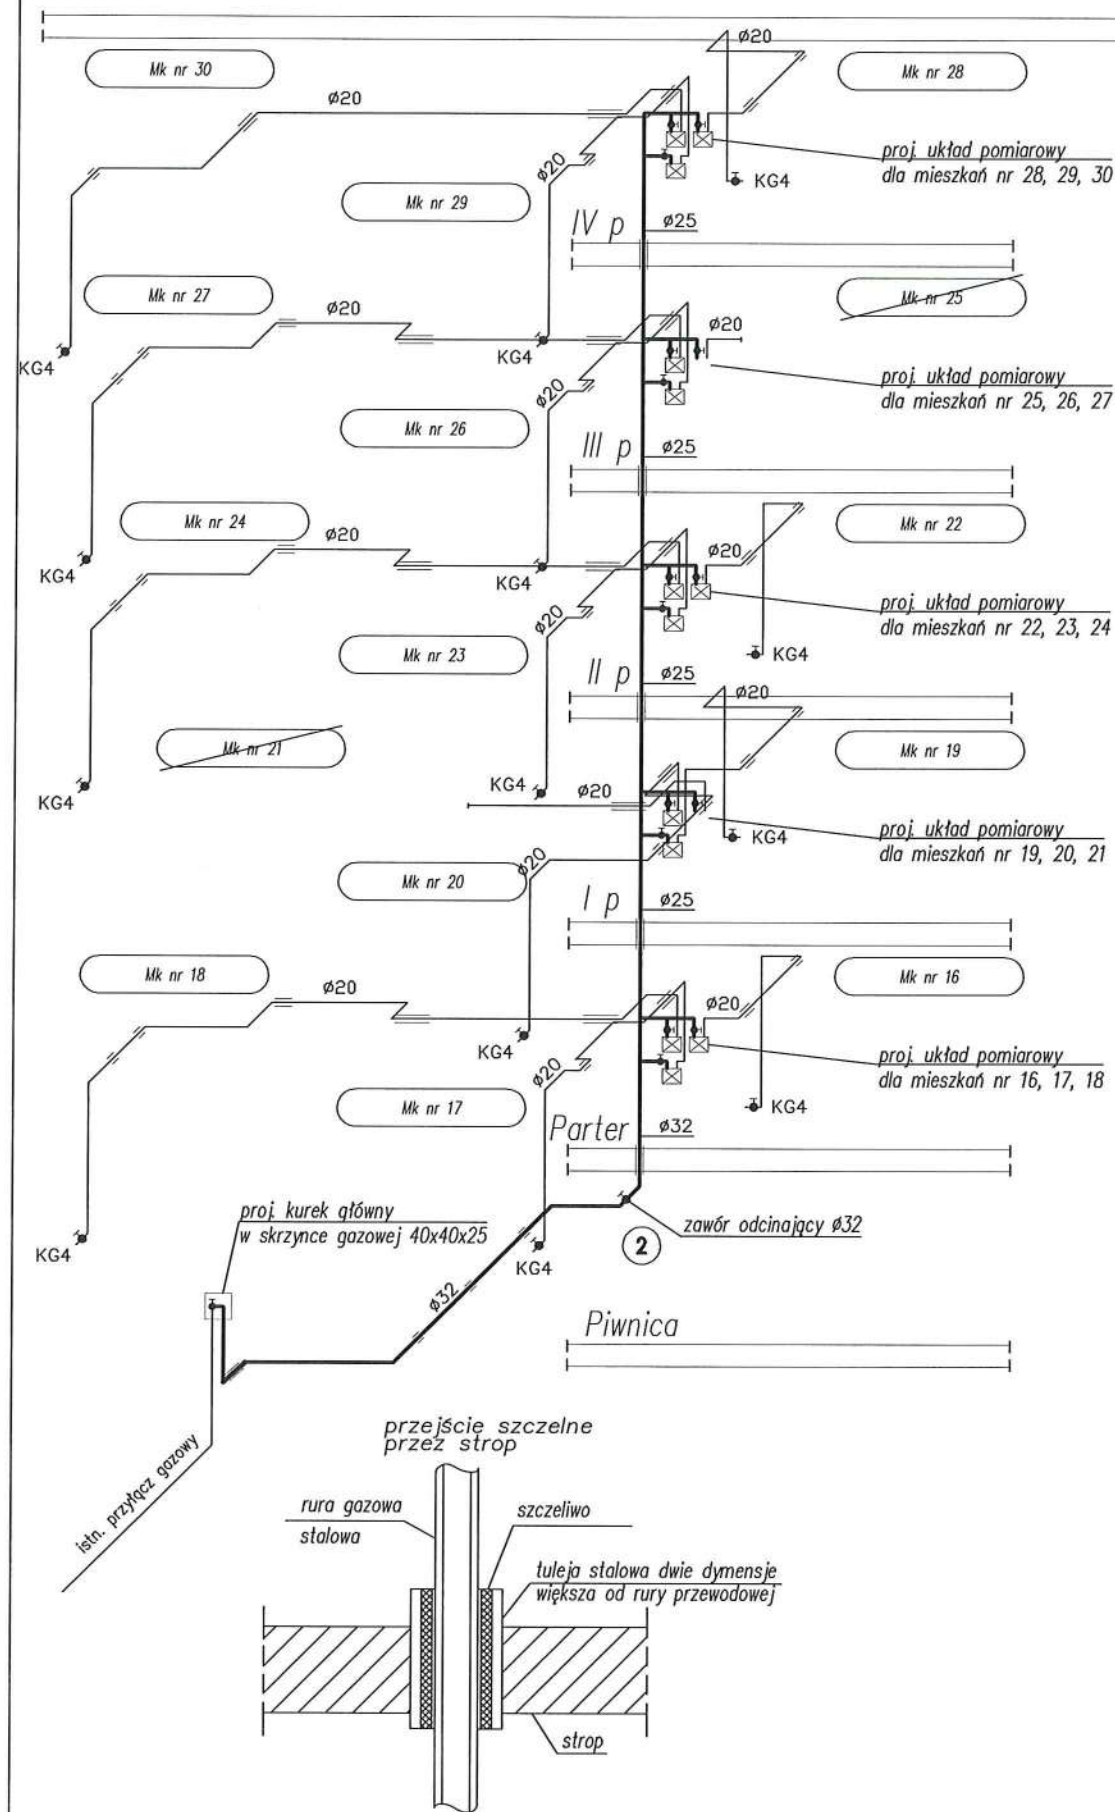 ø20
Mk nr 30
Mk nr 28
ø20
proj. układ pomiarowy
dla mieszkań nr 28, 29, 30
KG4
ø20
Mk nr 29
IV p
ø25
Mk nr 27
Mk nr 25
ø20
ø20
KG4
KG4
proj. układ pomiarowy
dla mieszkań nr 25, 26, 27
ø20
Mk nr 26
III p
ø25
Mk nr 24
Mk nr 22
ø20
ø20
KG4
KG4
proj. układ pomiarowy
dla mieszkań nr 22, 23, 24
ø20
Mk nr 23
KG4
II p
ø25
ø20
Mk nr 21
Mk nr 19
KG4
KG4
ø20
proj. układ pomiarowy
dla mieszkań nr 19, 20, 21
KG4
ø20
Mk nr 20
I p
ø25
Mk nr 18
Mk nr 16
ø20
ø20
KG4
proj. układ pomiarowy
dla mieszkań nr 16, 17, 18
ø20
Mk nr 17
KG4
Parter
ø32
proj. kurek główny
w skrzynce gazowej 40x40x25
zawór odcinający ø32
KG4
2
KG4
ø32
Piwnica
przejście szczelne
przez strop
istn. przyłącz gazowy
rura gazowa
stalowa
szczeliwo
tuleja stalowa dwie dymensje
większa od rury przewodowej
strop